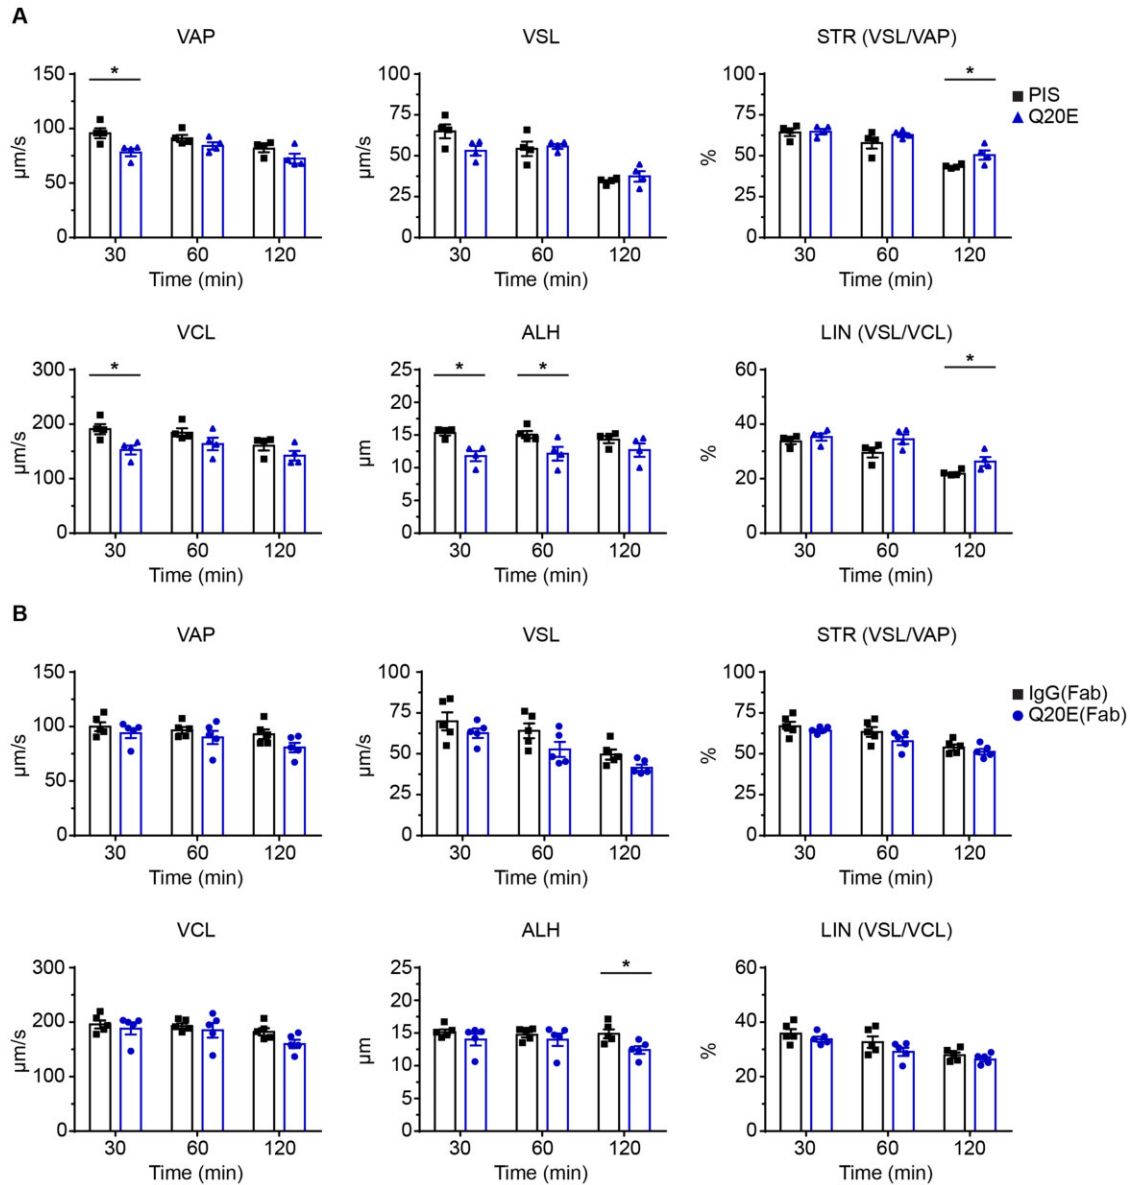 A
VAP
VSL
STR (VSL/VAP)
150
100
50
0
µm/s
*
30
60
120
Time (min)
100
75
50
25
0
µm/s
30
60
120
Time (min)
100
75
50
25
0
%
*
30
60
120
Time (min)
PIS
Q20E
VCL
ALH
LIN (VSL/VCL)
300
200
100
0
µm/s
*
30
60
120
Time (min)
25
20
15
10
5
0
µm
*
*
30
60
120
Time (min)
60
40
20
0
%
*
30
60
120
Time (min)
B
VAP
VSL
STR (VSL/VAP)
150
100
50
0
µm/s
30
60
120
Time (min)
100
75
50
25
0
µm/s
30
60
120
Time (min)
100
75
50
25
0
%
30
60
120
Time (min)
IgG(Fab)
Q20E(Fab)
VCL
ALH
LIN (VSL/VCL)
300
200
100
0
µm/s
30
60
120
Time (min)
25
20
15
10
5
0
µm
*
30
60
120
Time (min)
60
40
20
0
%
30
60
120
Time (min)